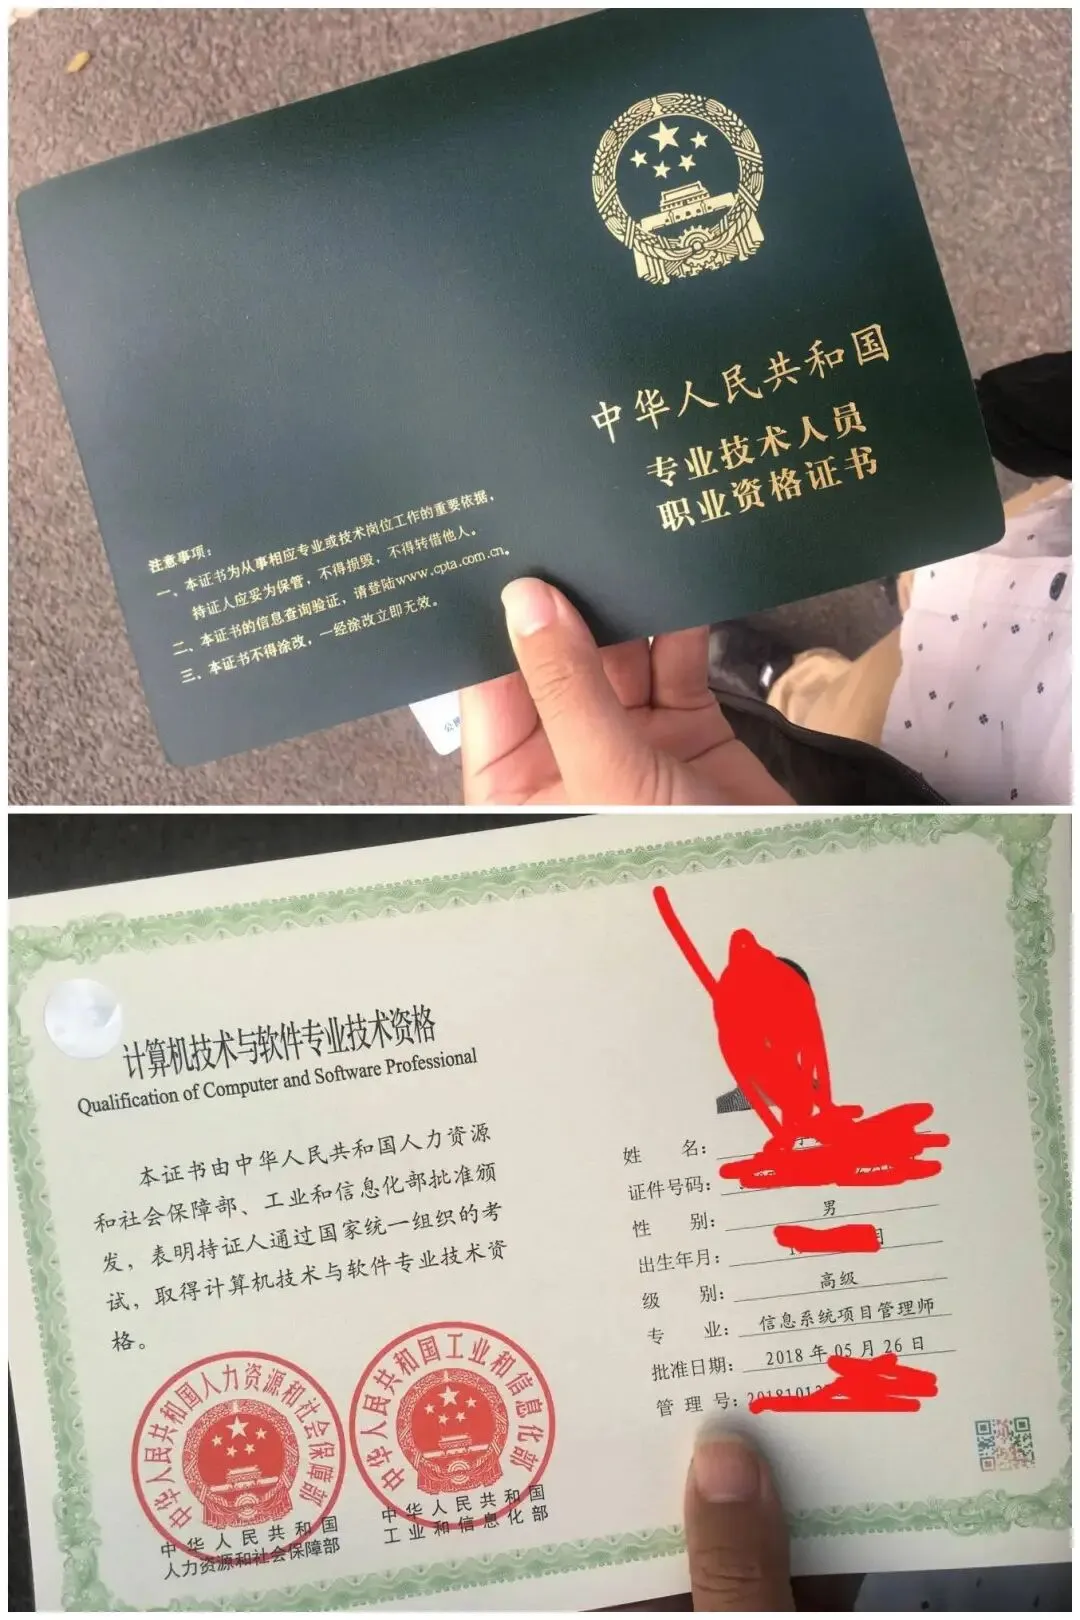 中华人民共和国
专业技术人员
职业资格证书
注意事项：
一、本证书为从事相应专业或技术岗位工作的重要依据，
持证人应妥为保管，不得损毁，不得转借他人。
二、本证书的信息查询验证，请登陆www.cpta.com.cn。
三、本证书不得涂改，一经涂改立即无效。
计算机技术与软件专业技术资格
Qualification of Computer and Software Professional
本证书由中华人民共和国人力资源
和社会保障部、工业和信息化部批准颁
发，表明持证人通过国家统一组织的考
试，取得计算机技术与软件专业技术资
格。
中华人民共和国人力资源和社会保障部
中华人民共和国
人力资源和社会保障部
中华人民共和国工业和信息化部
中华人民共和国
工业和信息化部
姓 名：
证件号码：
性 别： 男
出生年月： 月
级 别： 高级
专 业： 信息系统项目管理师
批准日期： 2018 年 05 月 26 日
管 理 号：